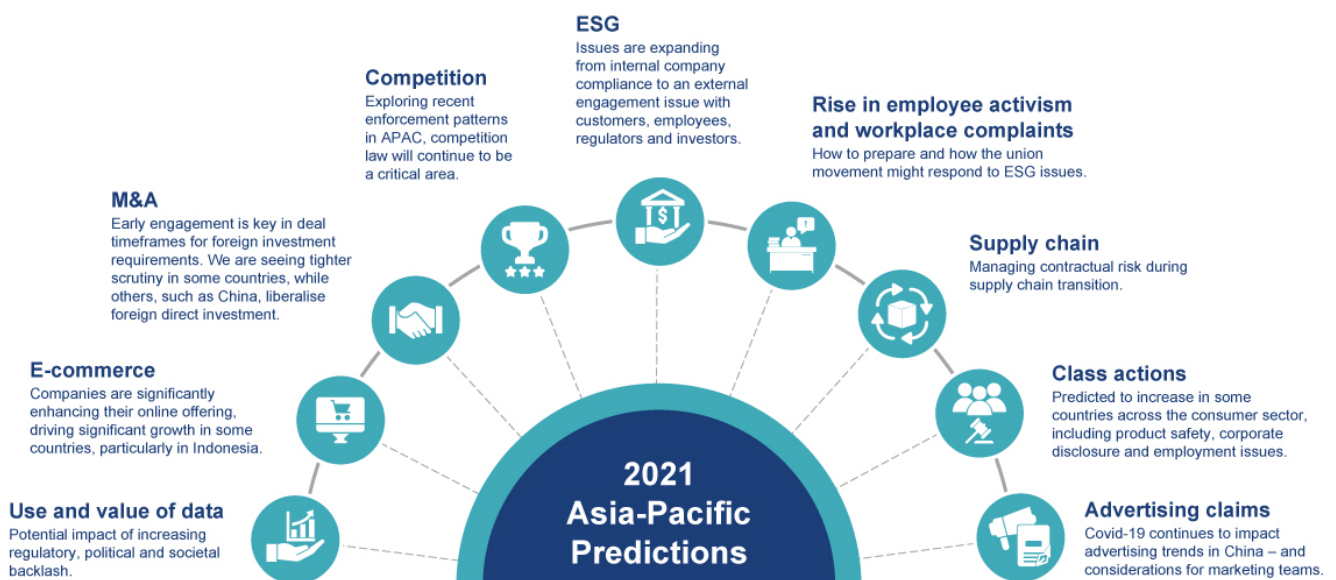 ESG
Issues are expanding
from internal company
compliance to an external
engagement issue with
customers, employees,
regulators and investors.
Competition
Exploring recent
enforcement patterns
in APAC, competition
law will continue to be
a critical area.
Rise in employee activism
and workplace complaints
How to prepare and how the union
movement might respond to ESG issues.
M&A
Early engagement is key in deal
timeframes for foreign investment
requirements. We are seeing tighter
scrutiny in some countries, while
others, such as China, liberalise
foreign direct investment.
Supply chain
Managing contractual risk during
supply chain transition.
E-commerce
Companies are significantly
enhancing their online offering,
driving significant growth in some
countries, particularly in Indonesia.
Class actions
Predicted to increase in some
countries across the consumer sector,
including product safety, corporate
disclosure and employment issues.
Use and value of data
Potential impact of increasing
regulatory, political and societal
backlash.
2021
Asia-Pacific
Predictions
Advertising claims
Covid-19 continues to impact
advertising trends in China – and
considerations for marketing teams.